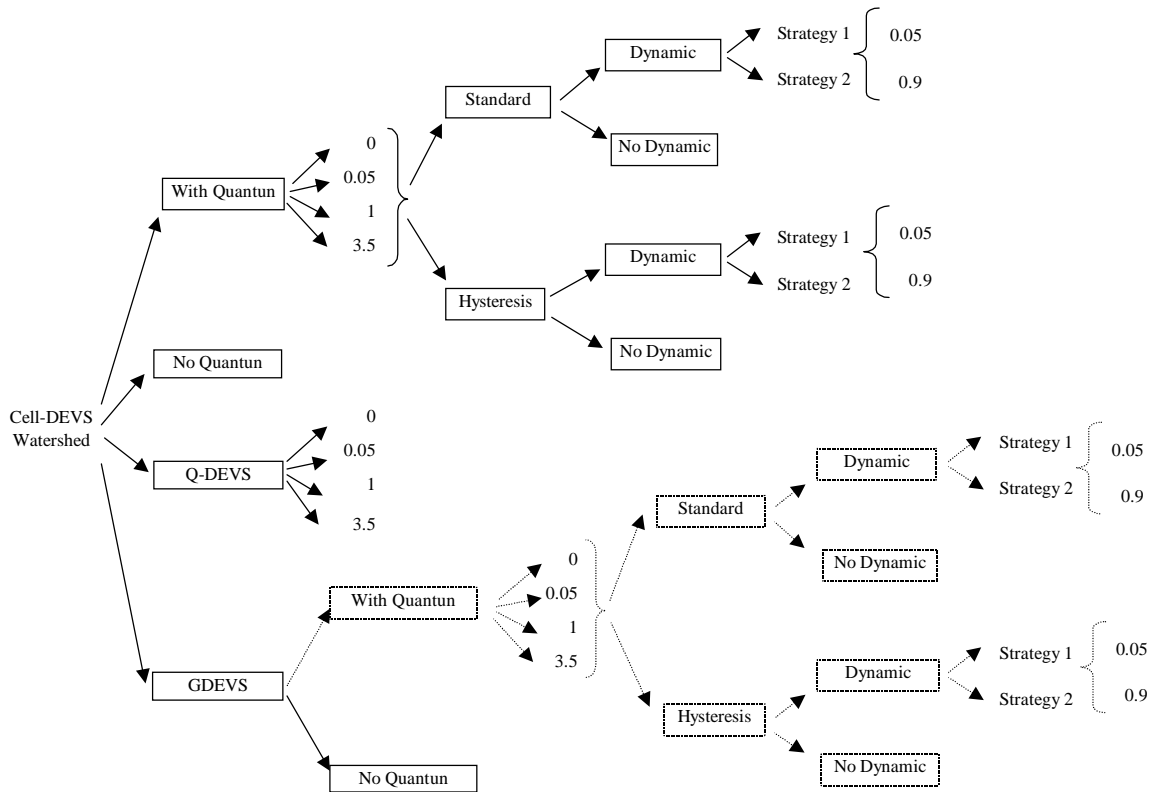 Dynamic
Strategy 1
Strategy 2
0.05
0.9
Standard
No Dynamic
With Quantun
0
0.05
1
3.5
Hysteresis
Dynamic
Strategy 1
Strategy 2
0.05
0.9
No Dynamic
Cell-DEVS
Watershed
No Quantun
Q-DEVS
0
0.05
1
3.5
GDEVS
With Quantun
0
0.05
1
3.5
Standard
Dynamic
Strategy 1
Strategy 2
0.05
0.9
No Dynamic
Hysteresis
Dynamic
Strategy 1
Strategy 2
0.05
0.9
No Dynamic
No Quantun